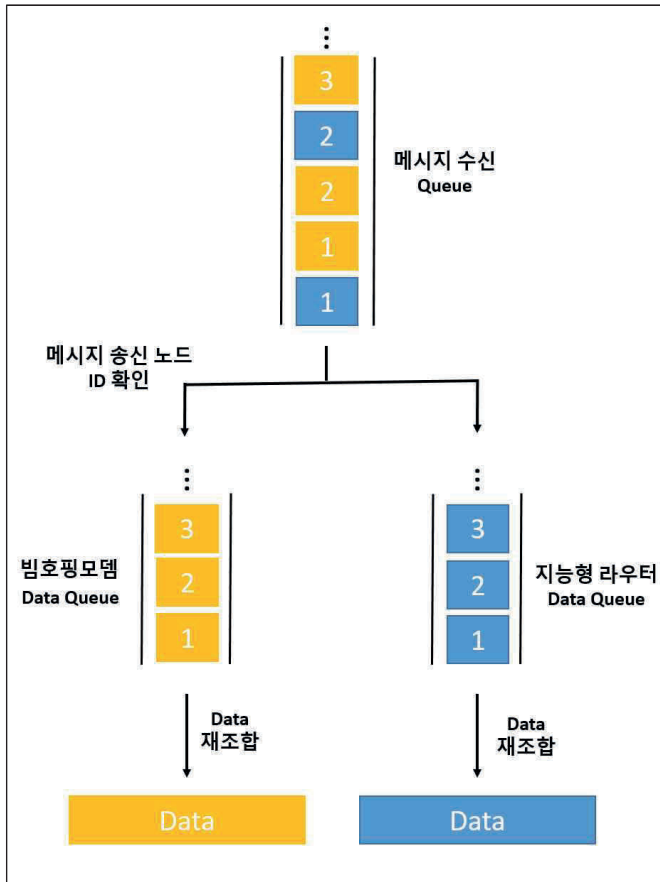 ⋮
3
2
2
1
1
메시지 수신
Queue
메시지 송신 노드
ID 확인
⋮
3
2
1
빔호핑모뎀
Data Queue
⋮
3
2
1
지능형 라우터
Data Queue
Data
재조합
Data
재조합
Data
Data